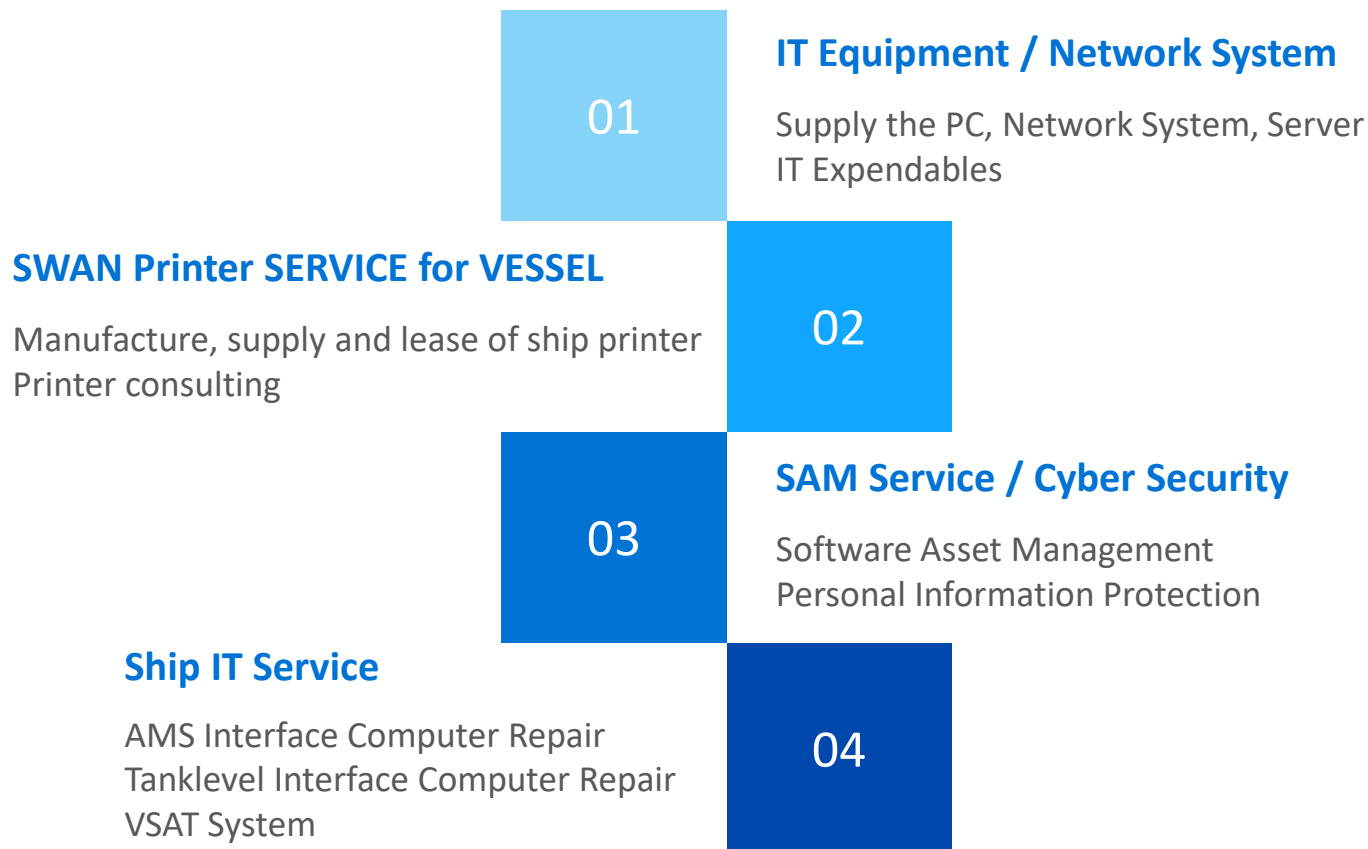 01
IT Equipment / Network System
Supply the PC, Network System, Server
IT Expendables
SWAN Printer SERVICE for VESSEL
Manufacture, supply and lease of ship printer
Printer consulting
02
03
SAM Service / Cyber Security
Software Asset Management
Personal Information Protection
Ship IT Service
AMS Interface Computer Repair
Tanklevel Interface Computer Repair
VSAT System
04